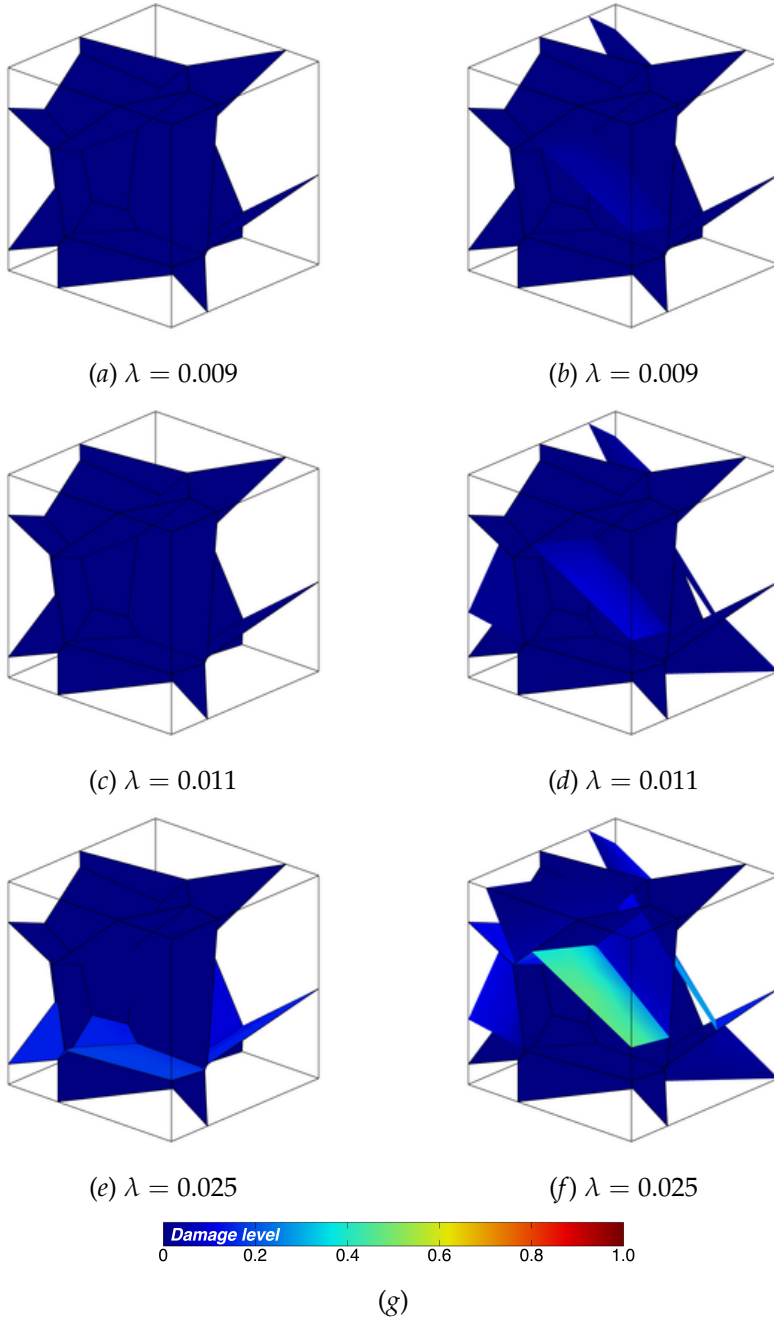 (a) λ = 0.009
(b) λ = 0.009
(c) λ = 0.011
(d) λ = 0.011
(e) λ = 0.025
(f) λ = 0.025
Damage level
0 0.2 0.4 0.6 0.8 1.0
(g)